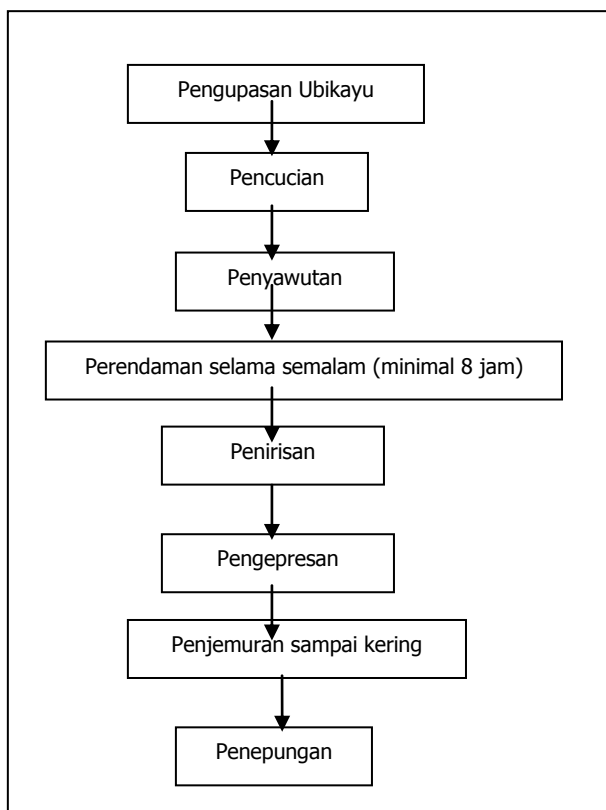 Pengupasan Ubikayu
Pencucian
Penyawutan
Perendaman selama semalam (minimal 8 jam)
Penirisan
Pengepresan
Penjemuran sampai kering
Penepungan